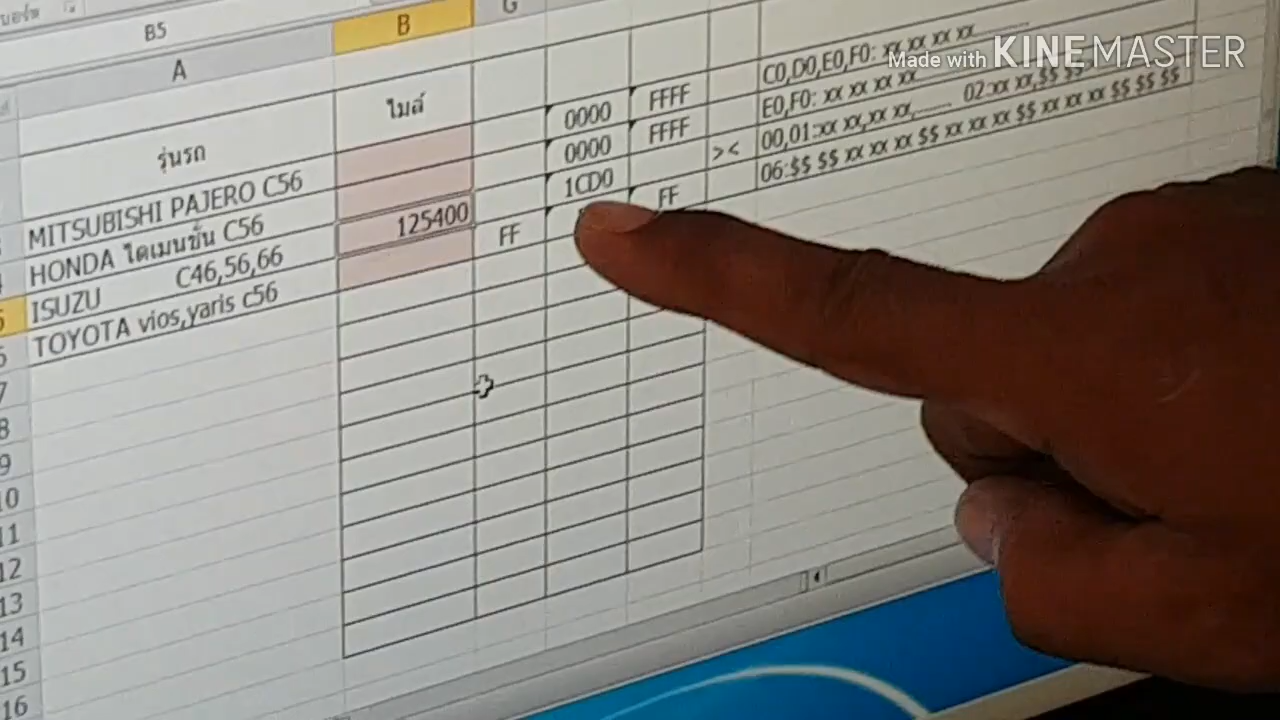 B5
A
B
G
Made with KINEMASTER
รุ่นรถ
ไมล์
MITSUBISHI PAJERO C56
0000
FFFF
C0,D0,E0,F0: xx xx xx xx
HONDA ไดเมนชั่น C56
0000
FFFF
E0,F0: xx xx xx xx
ISUZU C46,56,66
125400
1CD0
><
00,01:xx xx,xx xx,....... 02:xx xx,$$ $$
TOYOTA vios,yaris c56
FF
FF
06:$$ $$ xx xx xx $$ xx xx xx $$ xx xx xx $$ $$ $$
7
8
9
10
11
12
13
14
15
16